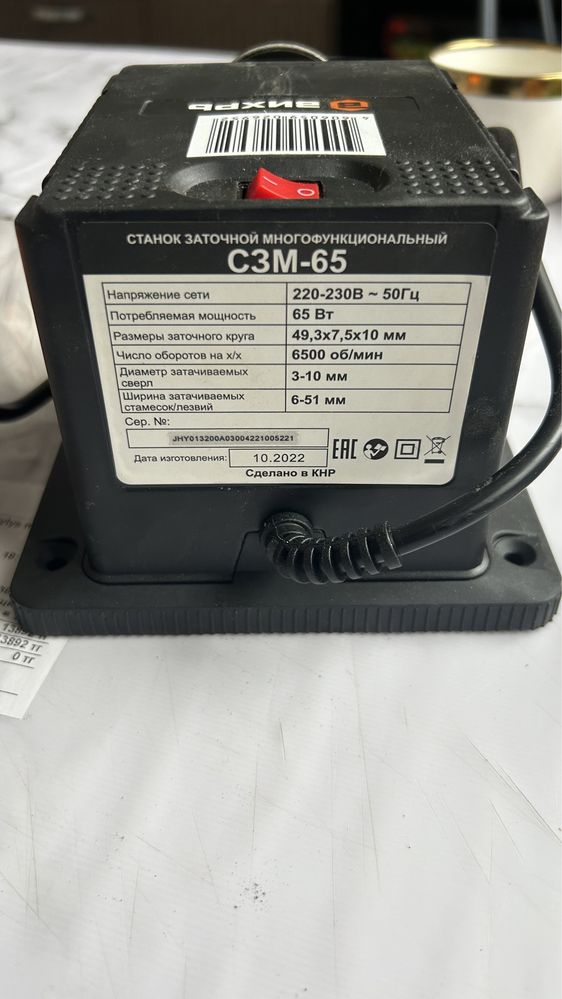 ВИХРЬ
СТАНОК ЗАТОЧНОЙ МНОГОФУНКЦИОНАЛЬНЫЙ
СЗМ-65
Напряжение сети 220-230В ~ 50Гц
Потребляемая мощность 65 Вт
Размеры заточного круга 49,3х7,5х10 мм
Число оборотов на х/х 6500 об/мин
Диаметр затачиваемых
сверл 3-10 мм
Ширина затачиваемых
стамесок/лезвий 6-51 мм
Сер. №:
JHY013200A03004221005221
Дата изготовления: 10.2022
Сделано в КНР
EAC
3892 тг
0 тг